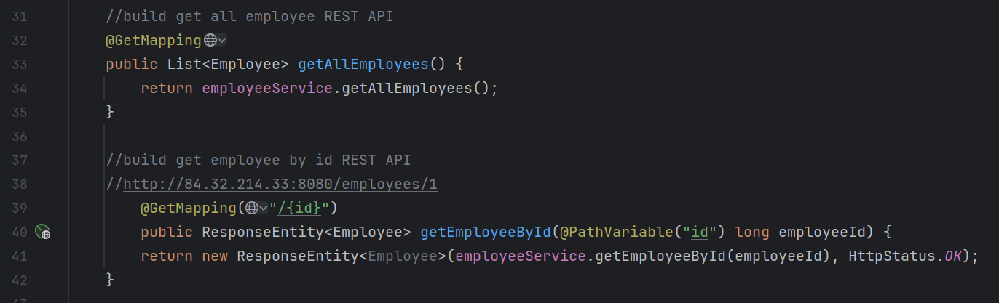 31 //build get all employee REST API
32 @GetMapping
33 public List<Employee> getAllEmployees() {
34 return employeeService.getAllEmployees();
35 }
36
37 //build get employee by id REST API
38 //http://84.32.214.33:8080/employees/1
39 @GetMapping("/{id}")
40 public ResponseEntity<Employee> getEmployeeById(@PathVariable("id") long employeeId) {
41 return new ResponseEntity<Employee>(employeeService.getEmployeeById(employeeId), HttpStatus.OK);
42 }